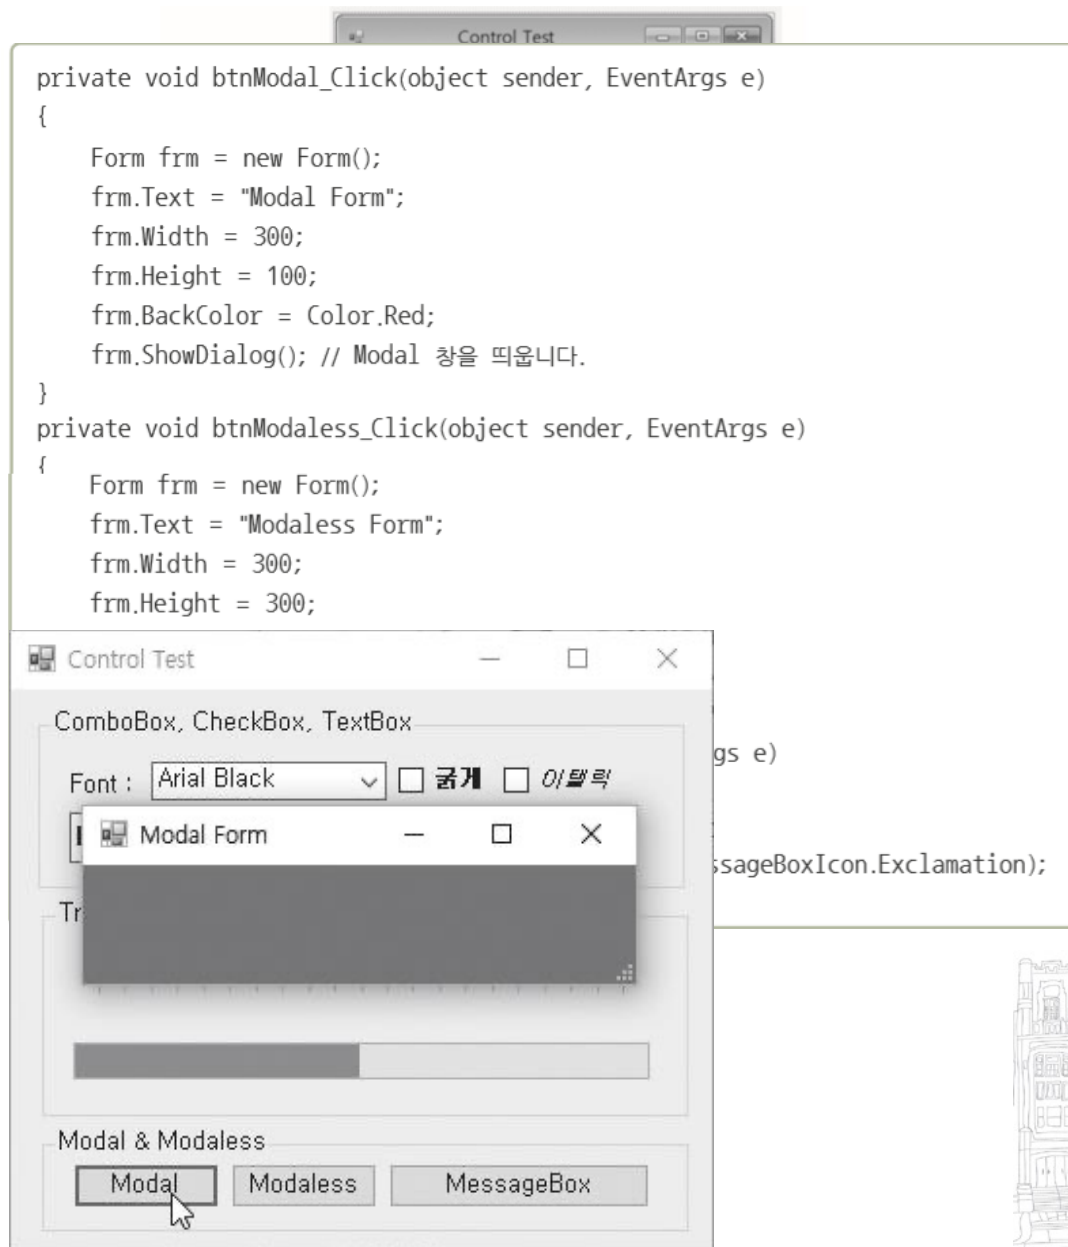 Control Test
private void btnModal_Click(object sender, EventArgs e)
{
Form frm = new Form();
frm.Text = "Modal Form";
frm.Width = 300;
frm.Height = 100;
frm.BackColor = Color.Red;
frm.ShowDialog(); // Modal 창을 띄웁니다.
}
private void btnModaless_Click(object sender, EventArgs e)
{
Form frm = new Form();
frm.Text = "Modaless Form";
frm.Width = 300;
frm.Height = 300;
Control Test
ComboBox, CheckBox, TextBox
gs e)
Font : Arial Black 굵게 이탤릭
Modal Form
ssageBoxIcon.Exclamation);
Tr
Modal & Modaless
Modal Modaless MessageBox